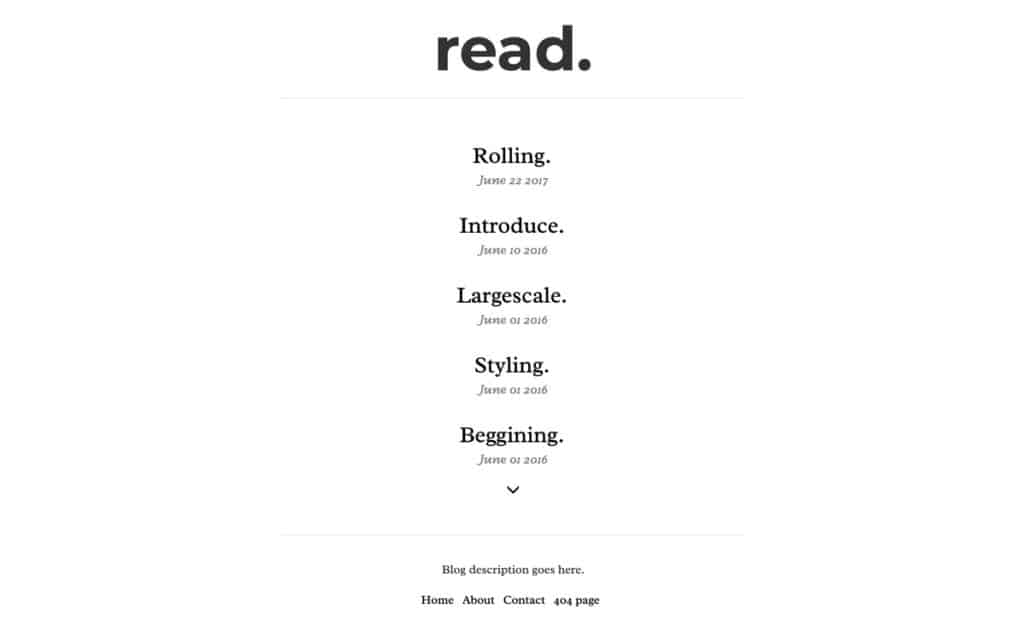 read.
Rolling.
June 22 2017
Introduce.
June 10 2016
Largescale.
June 01 2016
Styling.
June 01 2016
Beggining.
June 01 2016
Blog description goes here.
Home About Contact 404 page